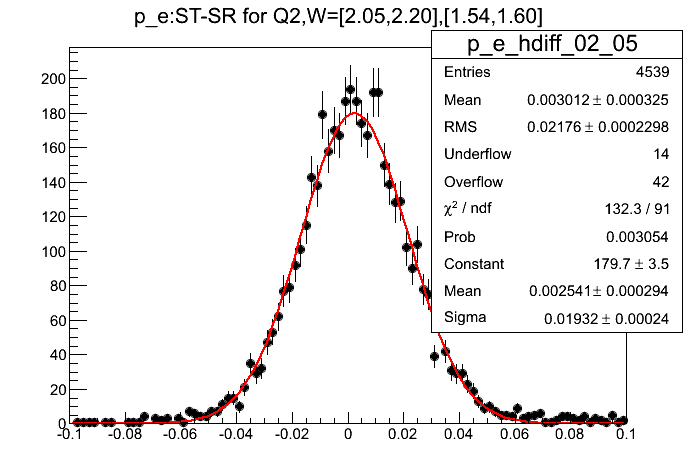 p_e:ST-SR for Q2,W=[2.05,2.20],[1.54,1.60]
p_e_hdiff_02_05
Entries 4539
Mean 0.003012 ± 0.000325
RMS 0.02176 ± 0.0002298
Underflow 14
Overflow 42
χ² / ndf 132.3 / 91
Prob 0.003054
Constant 179.7 ± 3.5
Mean 0.002541 ± 0.000294
Sigma 0.01932 ± 0.00024
200
180
160
140
120
100
80
60
40
20
0
-0.1 -0.08 -0.06 -0.04 -0.02 0 0.02 0.04 0.06 0.08 0.1